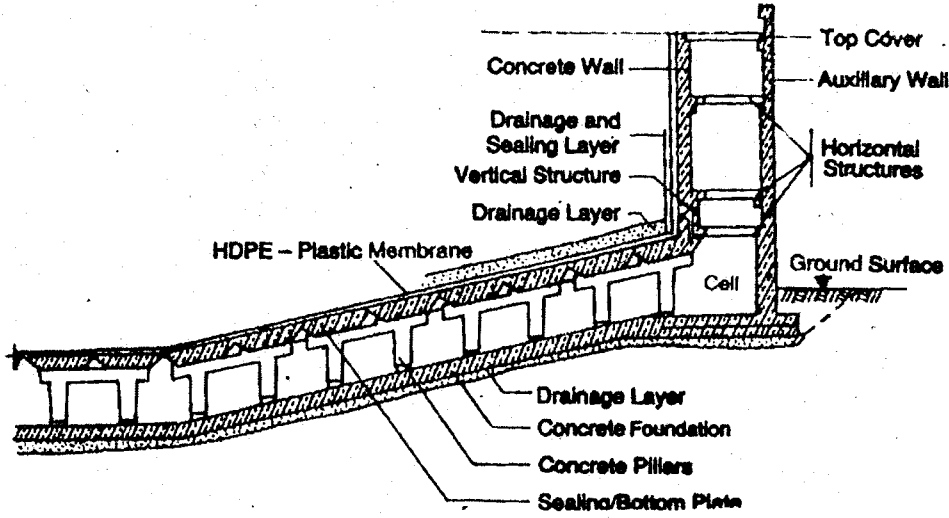 Top Cover
Concrete Wall
Auxillary Wall
Drainage and
Sealing Layer
Horizontal
Structures
Vertical Structure
Drainage Layer
HDPE – Plastic Membrane
Ground Surface
Cell
Drainage Layer
Concrete Foundation
Concrete Pillars
Sealing/Bottom Plate